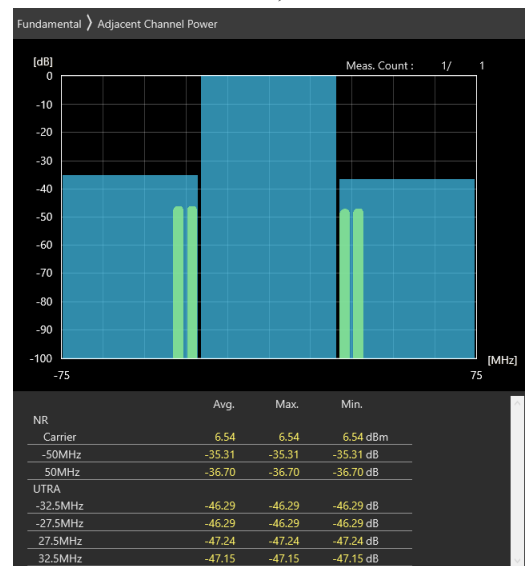 Fundamental 〉 Adjacent Channel Power
[dB]
Meas. Count : 1/ 1
0
-10
-20
-30
-40
-50
-60
-70
-80
-90
-100
[MHz]
-75 75
Avg. Max. Min.
NR
Carrier 6.54 6.54 6.54 dBm
-50MHz -35.31 -35.31 -35.31 dB
50MHz -36.70 -36.70 -36.70 dB
UTRA
-32.5MHz -46.29 -46.29 -46.29 dB
-27.5MHz -46.29 -46.29 -46.29 dB
27.5MHz -47.24 -47.24 -47.24 dB
32.5MHz -47.15 -47.15 -47.15 dB